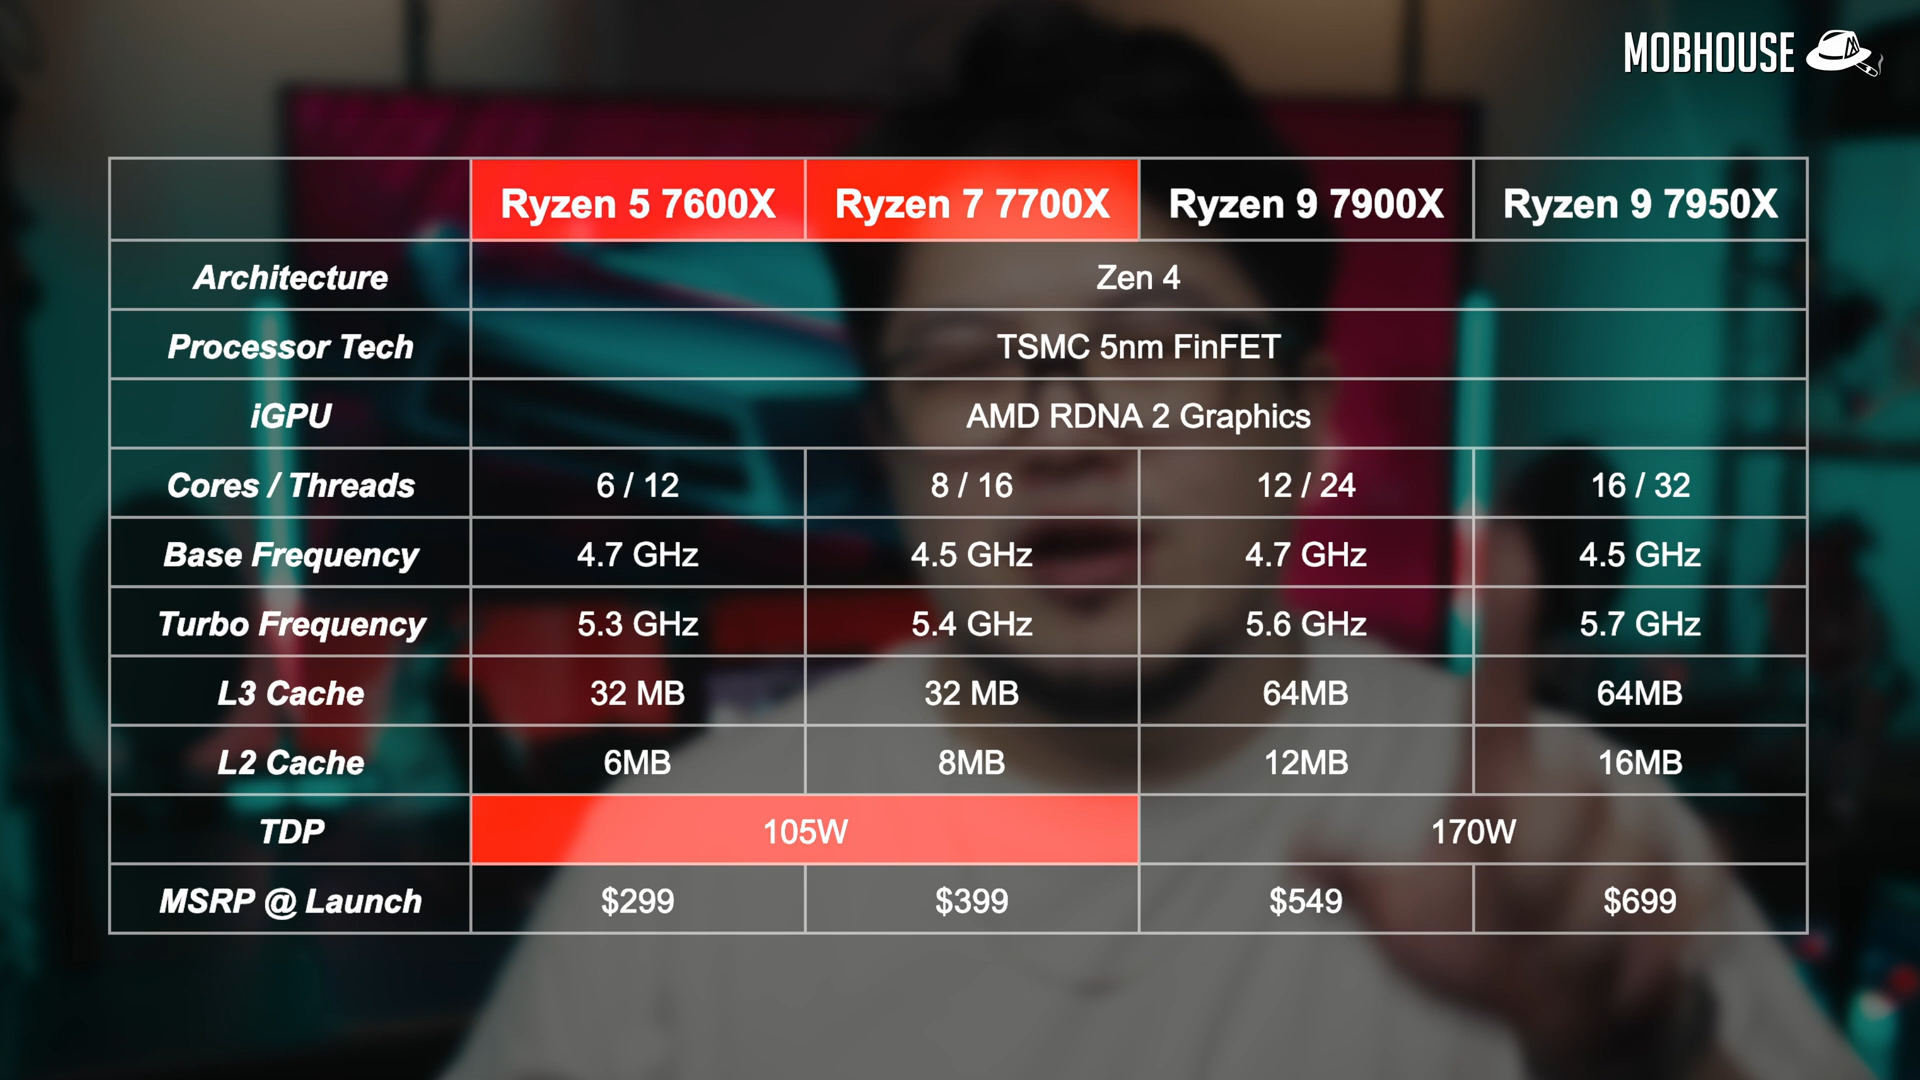 MOBHOUSE
Ryzen 5 7600X Ryzen 7 7700X Ryzen 9 7900X Ryzen 9 7950X
Architecture Zen 4
Processor Tech TSMC 5nm FinFET
iGPU AMD RDNA 2 Graphics
Cores / Threads 6 / 12 8 / 16 12 / 24 16 / 32
Base Frequency 4.7 GHz 4.5 GHz 4.7 GHz 4.5 GHz
Turbo Frequency 5.3 GHz 5.4 GHz 5.6 GHz 5.7 GHz
L3 Cache 32 MB 32 MB 64MB 64MB
L2 Cache 6MB 8MB 12MB 16MB
TDP 105W 170W
MSRP @ Launch $299 $399 $549 $699